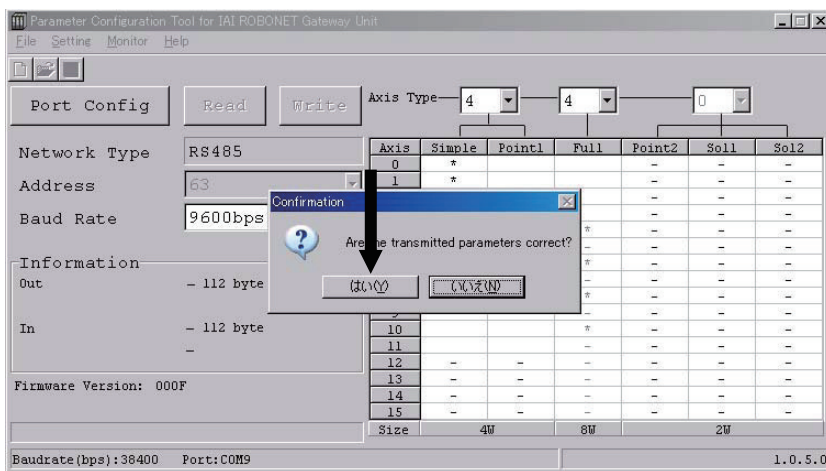 Parameter Configuration Tool for IAI ROBONET Gateway Unit
File Setting Monitor Help
Port Config Read Write Axis Type 4 4 0
Network Type RS485
Address 63
Baud Rate 9600bps
Information
Out - 112 byte
In - 112 byte
-
Firmware Version: 000F
Axis Simple Point1 Full Point2 Sol1 Sol2
0 * - - -
1 * - - -
Confirmation
Are the transmitted parameters correct?
はい(Y) いいえ(N)
10 * - - -
11 - - - -
12 - - - - - -
13 - - - - - -
14 - - - - - -
15 - - - - - -
Size 4W 8W 2W
Baudrate(bps):38400 Port:COM9 1.0.5.0